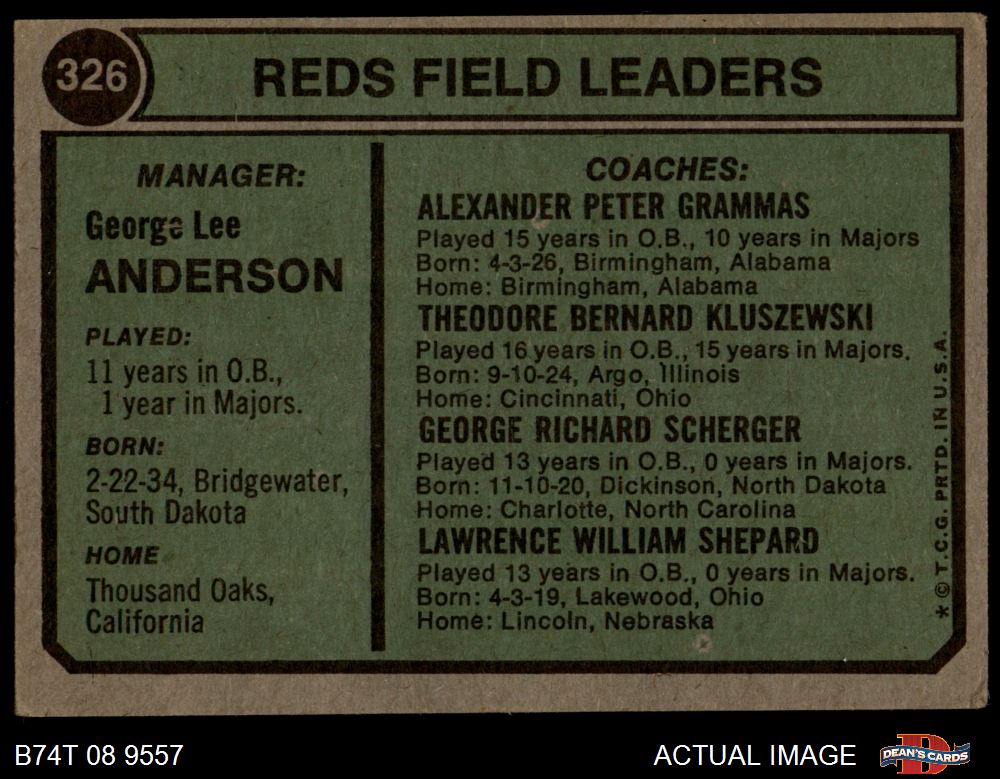 326
REDS FIELD LEADERS
MANAGER:
George Lee
ANDERSON
PLAYED:
11 years in O.B.,
1 year in Majors.
BORN:
2-22-34, Bridgewater,
South Dakota
HOME
Thousand Oaks,
California
COACHES:
ALEXANDER PETER GRAMMAS
Played 15 years in O.B., 10 years in Majors
Born: 4-3-26, Birmingham, Alabama
Home: Birmingham, Alabama
THEODORE BERNARD KLUSZEWSKI
Played 16 years in O.B., 15 years in Majors.
Born: 9-10-24, Argo, Illinois
Home: Cincinnati, Ohio
GEORGE RICHARD SCHERGER
Played 13 years in O.B., 0 years in Majors.
Born: 11-10-20, Dickinson, North Dakota
Home: Charlotte, North Carolina
LAWRENCE WILLIAM SHEPARD
Played 13 years in O.B., 0 years in Majors.
Born: 4-3-19, Lakewood, Ohio
Home: Lincoln, Nebraska
* © T.C.G. PRTD. IN U.S.A.
B74T 08 9557
ACTUAL IMAGE
D
DEAN'S CARDS